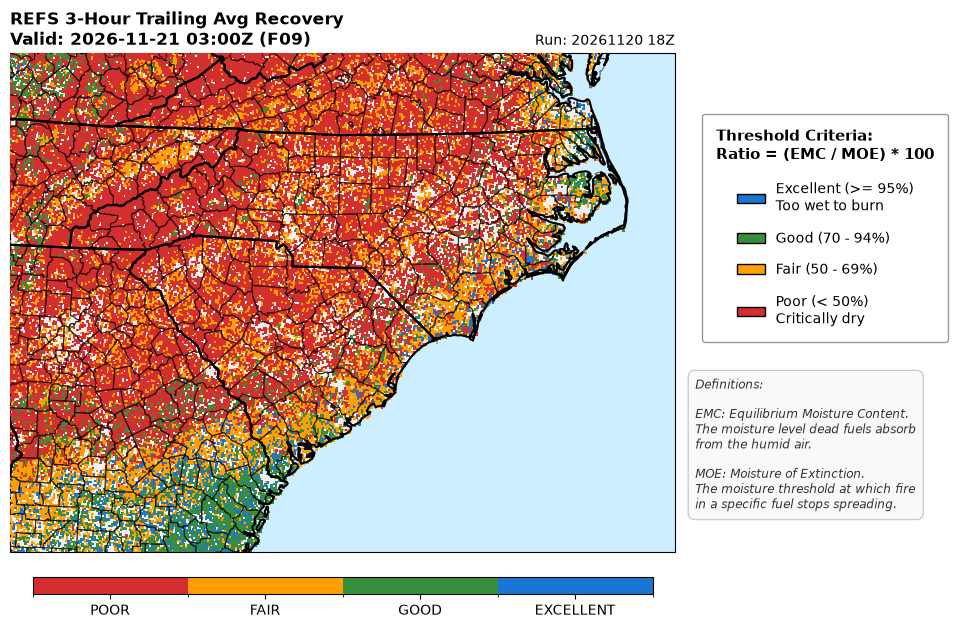 REFS 3-Hour Trailing Avg Recovery
Valid: 2026-11-21 03:00Z (F09)
Run: 20261120 18Z
Threshold Criteria:
Ratio = (EMC / MOE) * 100
Excellent (>= 95%)
Too wet to burn
Good (70 - 94%)
Fair (50 - 69%)
Poor (< 50%)
Critically dry
Definitions:
EMC: Equilibrium Moisture Content.
The moisture level dead fuels absorb
from the humid air.
MOE: Moisture of Extinction.
The moisture threshold at which fire
in a specific fuel stops spreading.
POOR
FAIR
GOOD
EXCELLENT